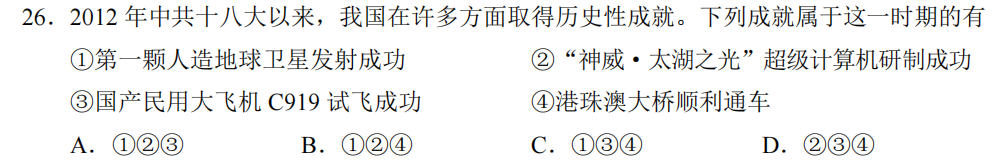 26．2012 年中共十八大以来，我国在许多方面取得历史性成就。下列成就属于这一时期的有
①第一颗人造地球卫星发射成功 ②“神威·太湖之光”超级计算机研制成功
③国产民用大飞机 C919 试飞成功 ④港珠澳大桥顺利通车
A．①②③ B．①②④ C．①③④ D．②③④